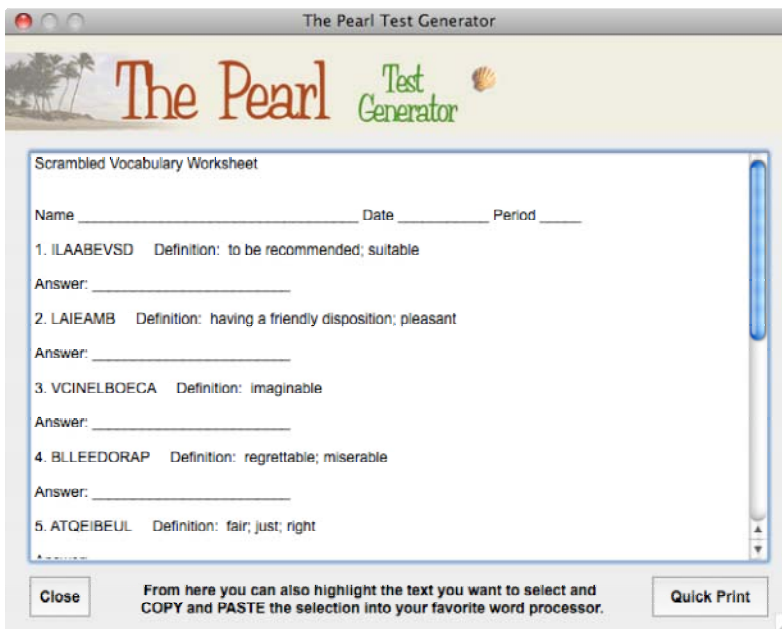 The Pearl Test Generator
The Pearl Test
Generator
Scrambled Vocabulary Worksheet
Name __________________________________ Date ___________ Period _____
1. ILAABEVSD Definition: to be recommended; suitable
Answer: ________________________
2. LAIEAMB Definition: having a friendly disposition; pleasant
Answer: ________________________
3. VCINELBOECA Definition: imaginable
Answer: ________________________
4. BLLEEDORAP Definition: regrettable; miserable
Answer: ________________________
5. ATQEIBEUL Definition: fair; just; right
Close
From here you can also highlight the text you want to select and
COPY and PASTE the selection into your favorite word processor.
Quick Print